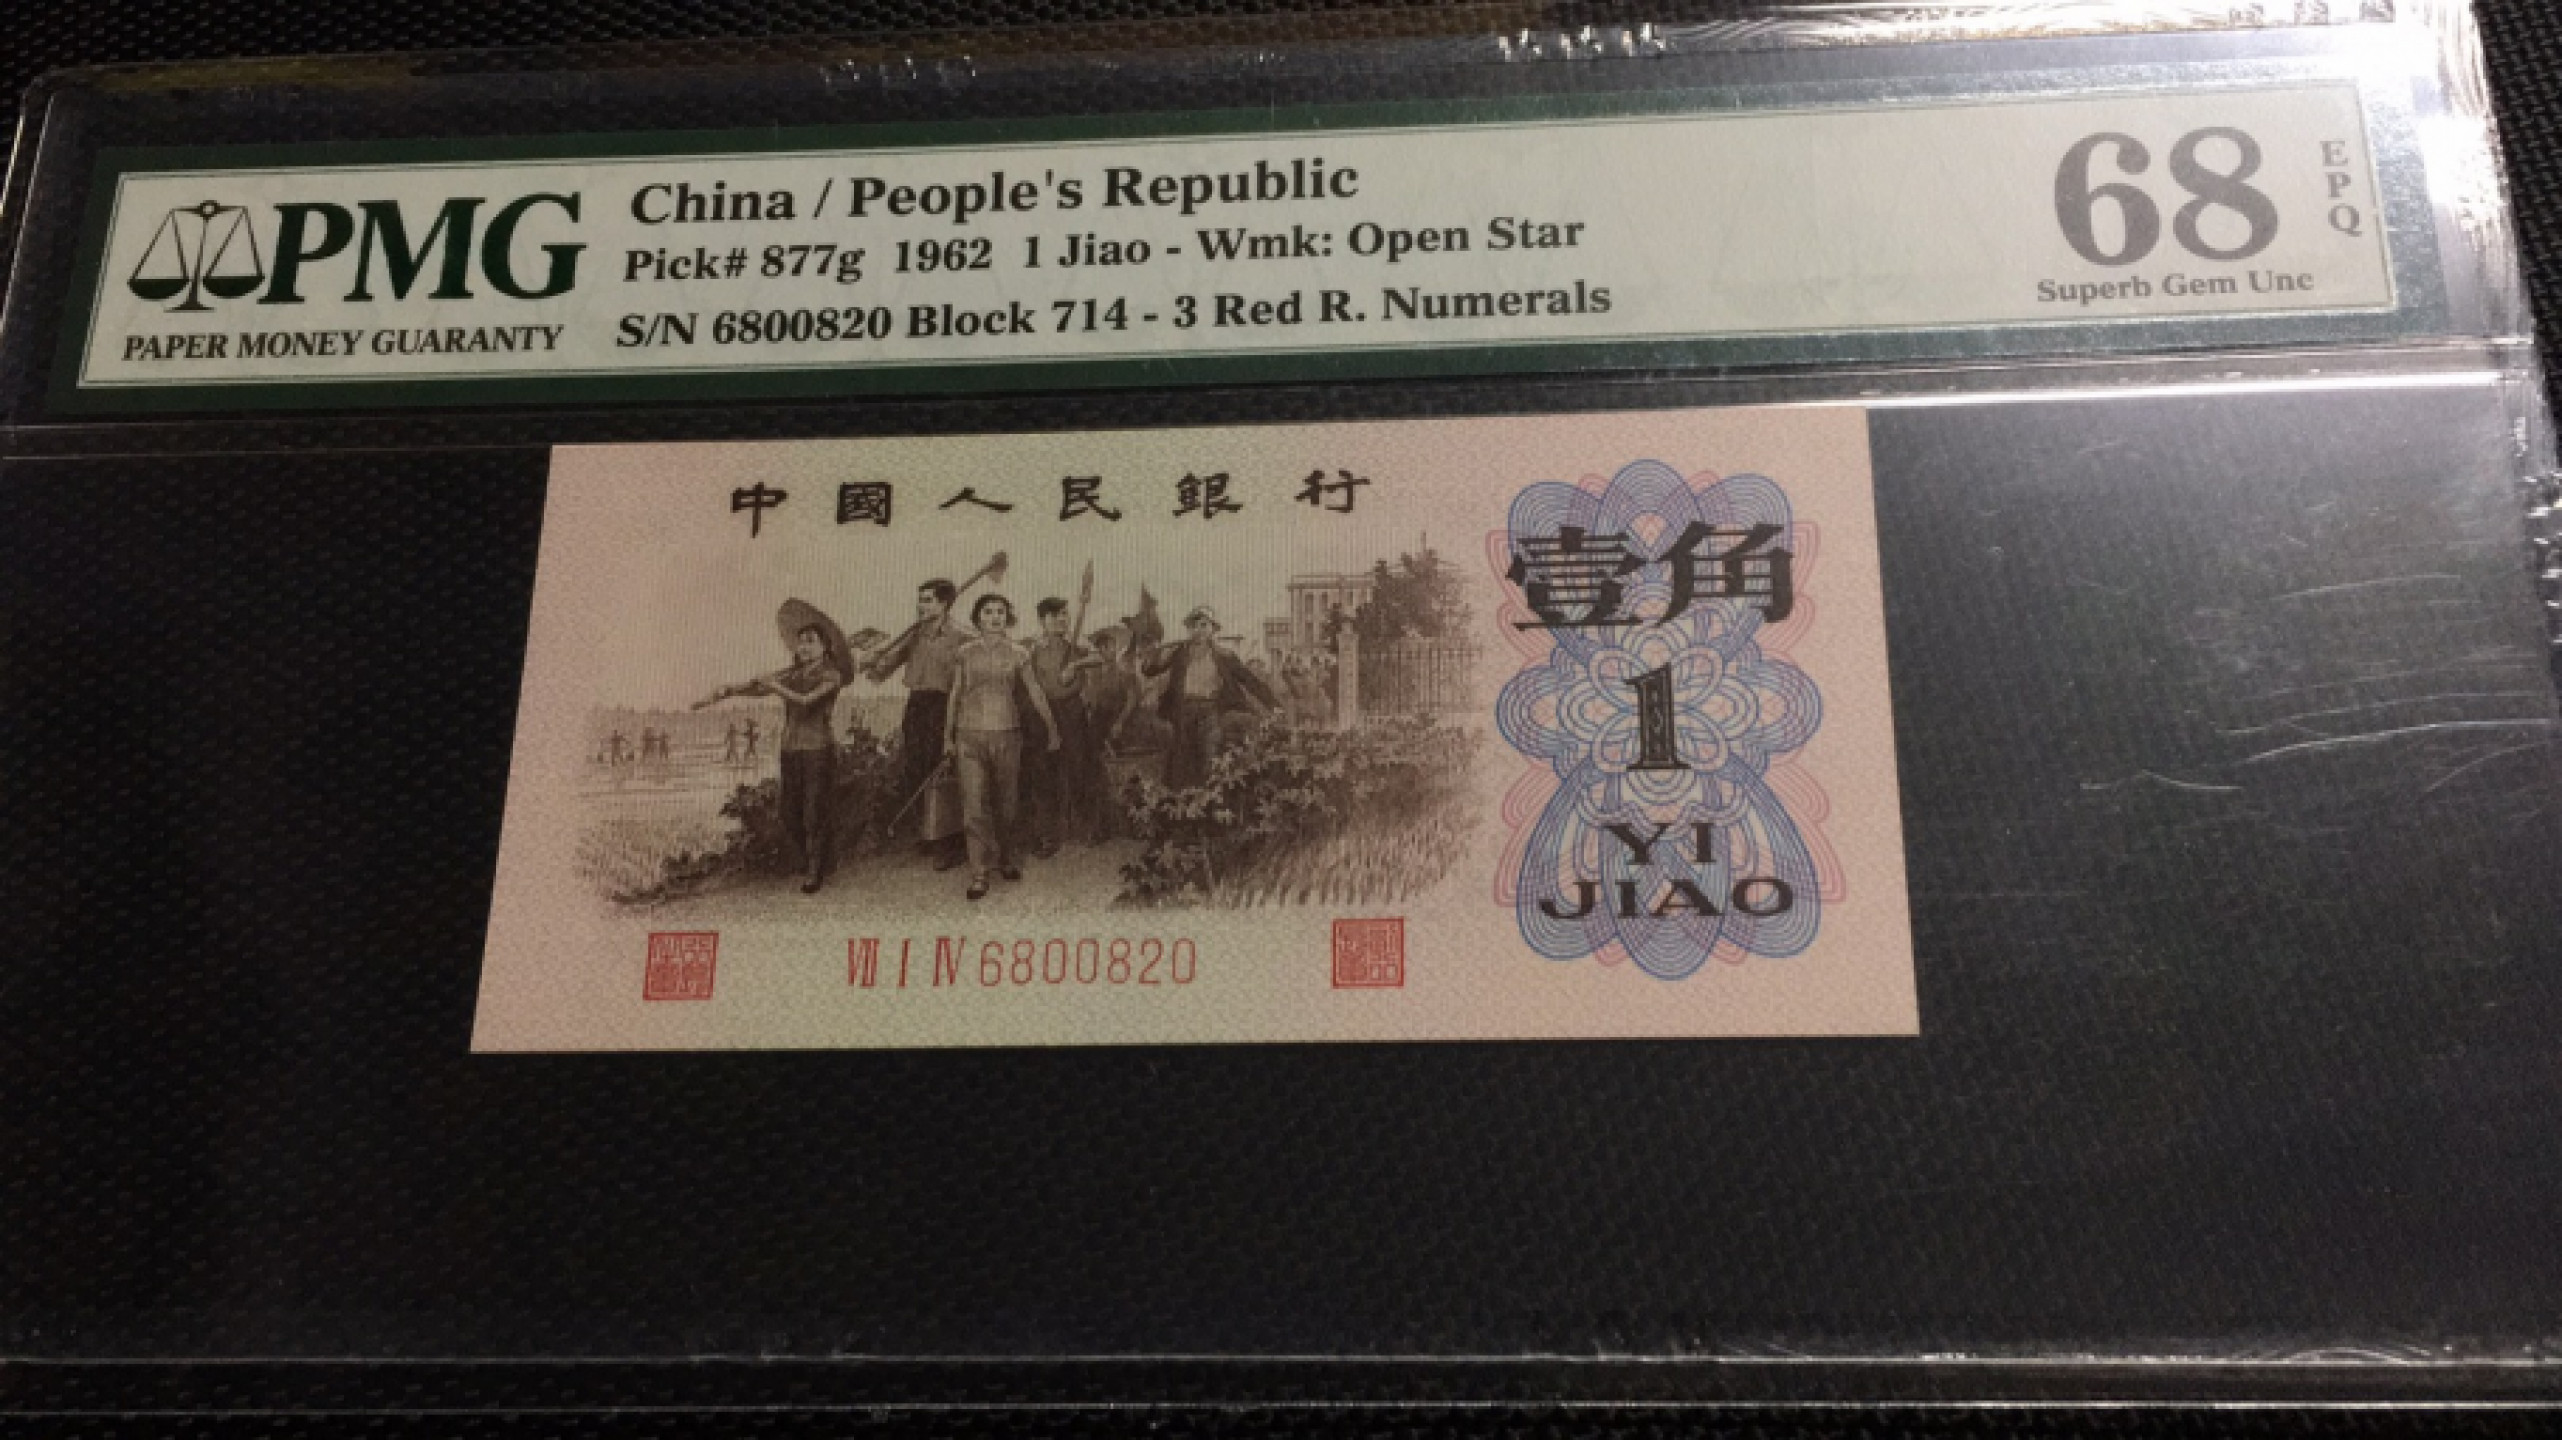 PMG
PAPER MONEY GUARANTY
China / People's Republic
Pick# 877g 1962 1 Jiao - Wmk: Open Star
S/N 6800820 Block 714 - 3 Red R. Numerals
68
EPQ
Superb Gem Unc
中國人民銀行
壹角
1
YI
JIAO
VII I IV 6800820